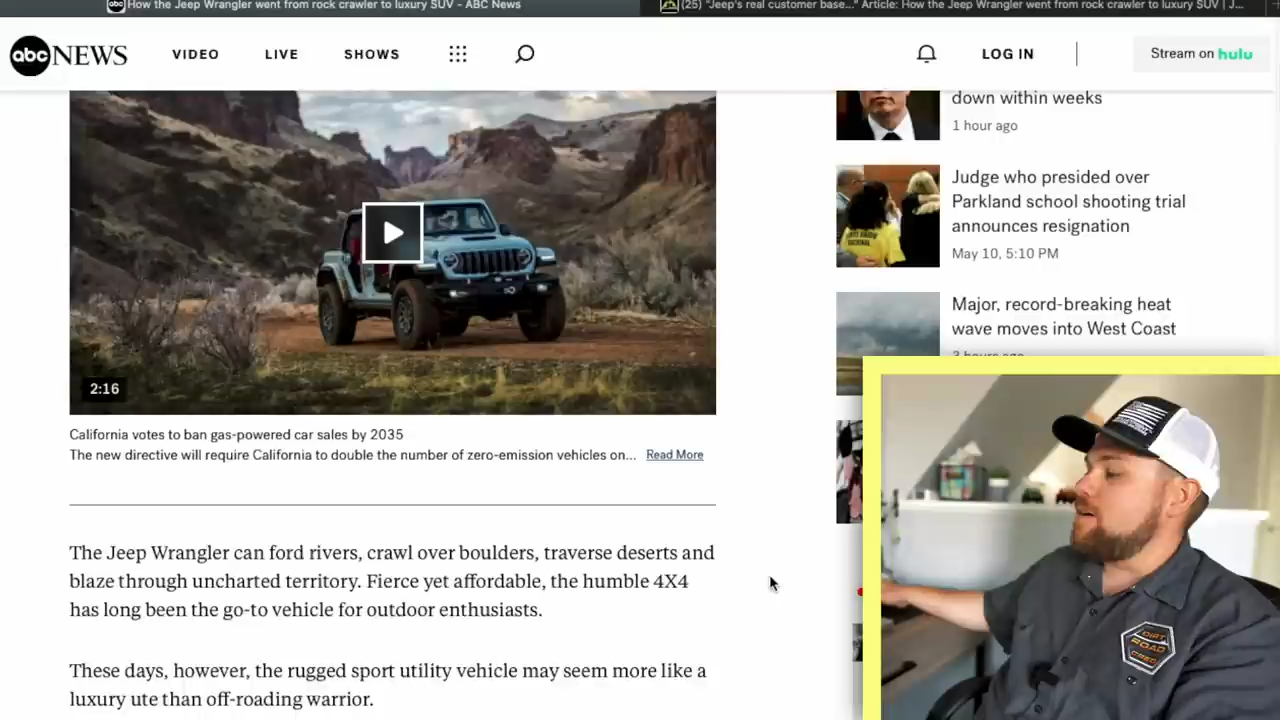 abc How the Jeep Wrangler went from rock crawler to luxury SUV - ABC News
(25) "Jeep's real customer base..." Article: How the Jeep Wrangler went from rock crawler to luxury SUV | J...
abc NEWS VIDEO LIVE SHOWS LOG IN Stream on hulu
down within weeks
1 hour ago
Judge who presided over
Parkland school shooting trial
announces resignation
May 10, 5:10 PM
Major, record-breaking heat
wave moves into West Coast
3 hours ago
2:16
California votes to ban gas-powered car sales by 2035
The new directive will require California to double the number of zero-emission vehicles on... Read More
The Jeep Wrangler can ford rivers, crawl over boulders, traverse deserts and
blaze through uncharted territory. Fierce yet affordable, the humble 4X4
has long been the go-to vehicle for outdoor enthusiasts.
These days, however, the rugged sport utility vehicle may seem more like a
luxury ute than off-roading warrior.
DIRT
ROAD
CRED